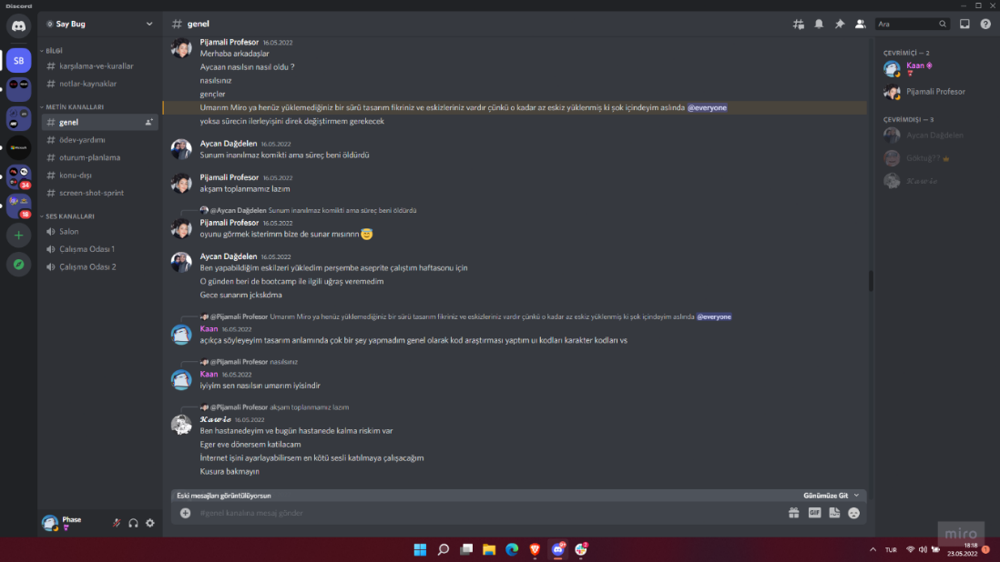 Discord
Say Bug
# genel
Ara
SB
BİLGİ
# karşılama-ve-kurallar
# notlar-kaynaklar
METİN KANALLARI
# genel
# ödev-yardımı
# oturum-planlama
# konu-dışı
# screen-shot-sprint
SES KANALLARI
Salon
Çalışma Odası 1
Çalışma Odası 2
34
18
Pijamali Profesor 16.05.2022
Merhaba arkadaşlar
Aycaan nasılsın nasıl oldu ?
nasılsınız
gençler
Umarım Miro ya henüz yüklemediğiniz bir sürü tasarım fikriniz ve eskizleriniz vardır çünkü o kadar az eskiz yüklenmiş ki şok içindeyim aslında @everyone
yoksa sürecin ilerleyişini direk değiştirmem gerekecek
Aycan Dağdelen 16.05.2022
Sunum inanılmaz komikti ama süreç beni öldürdü
Pijamali Profesor 16.05.2022
akşam toplanmamız lazım
@Aycan Dağdelen Sunum inanılmaz komikti ama süreç beni öldürdü
Pijamali Profesor 16.05.2022
oyunu görmek isterimm bize de sunar mısınnn
Aycan Dağdelen 16.05.2022
Ben yapabildiğim eskilzeri yükledim perşembe aseprite çalıştım haftasonu için
O günden beri de bootcamp ile ilgili uğraş veremedim
Gece sunarım jckskdma
@Pijamali Profesor Umarım Miro ya henüz yüklemediğiniz bir sürü tasarım fikriniz ve eskizleriniz vardır çünkü o kadar az eskiz yüklenmiş ki şok içindeyim aslında @everyone
Kaan 16.05.2022
açıkça söyleyeyim tasarım anlamında çok bir şey yapmadım genel olarak kod araştırması yaptım uı kodları karakter kodları vs
@Pijamali Profesor nasılsınız
Kaan 16.05.2022
iyiyim sen nasılsın umarım iyisindir
@Pijamali Profesor akşam toplanmamız lazım
𝓗𝓪𝔀𝓲𝓮 16.05.2022
Ben hastanedeyim ve bugün hastanede kalma riskim var
Eger eve dönersem katilacam
İnternet işini ayarlayabilirsem en kötü sesli katılmaya çalışacağım
Kusura bakmayın
Eski mesajları görüntülüyorsun
Günümüze Git
#genel kanalına mesaj gönder
GIF
ÇEVRİMİÇİ — 2
Kaan
Pijamali Profesor
ÇEVRİMDIŞI — 3
Aycan Dağdelen
Göktuğ??
𝓗𝓪𝔀𝓲𝓮
Phase
miro
TUR
18:18
23.05.2022
1